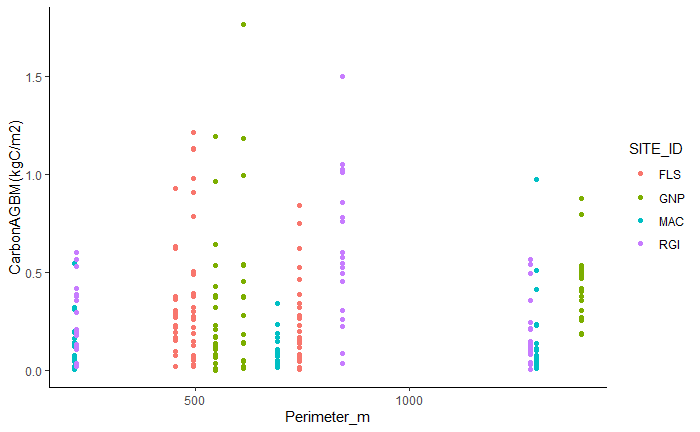 CarbonAGBM(kgC/m2)
1.5
1.0
0.5
0.0
500
1000
Perimeter_m
SITE_ID
FLS
GNP
MAC
RGI